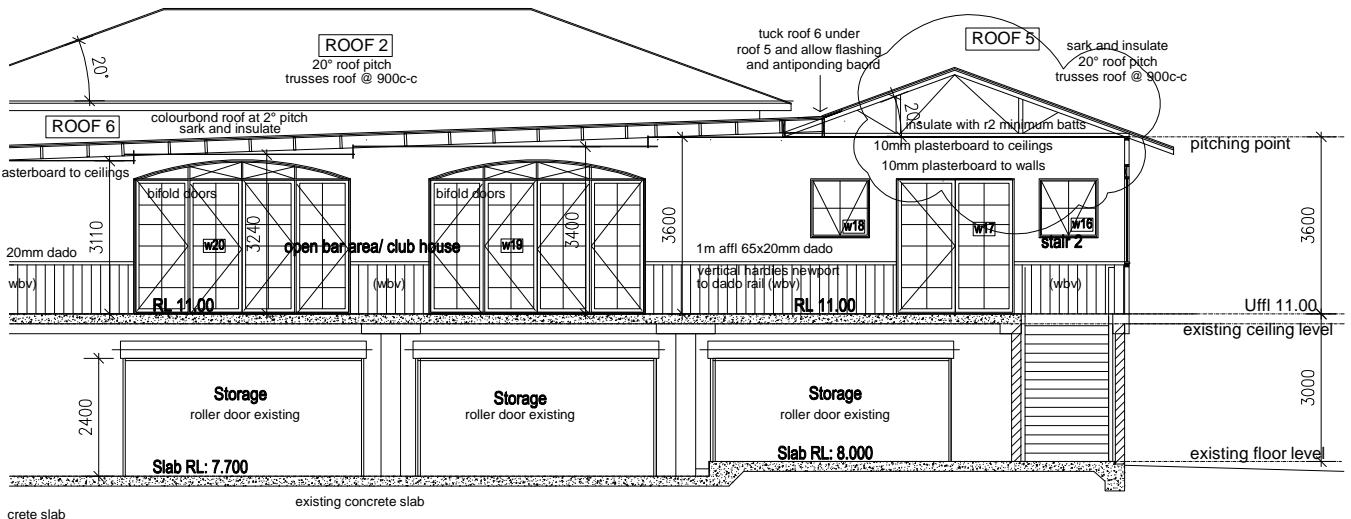 ROOF 2
20° roof pitch
trusses roof @ 900c-c
20°
tuck roof 6 under
roof 5 and allow flashing
and antiponding baord
ROOF 5
sark and insulate
20° roof pitch
trusses roof @ 900c-c
ROOF 6
colourbond roof at 2° pitch
sark and insulate
20°
insulate with r2 minimum batts
10mm plasterboard to ceilings
10mm plasterboard to walls
pitching point
asterboard to ceilings
bifold doors
bifold doors
3110
3240
3400
3600
3600
w20
w19
w18
w17
w16
open bar area/ club house
stair 2
20mm dado
1m affl 65x20mm dado
vertical hardies newport
to dado rail (wbv)
wbv)
(wbv)
(wbv)
RL 11.00
RL 11.00
Uffl 11.00
existing ceiling level
Storage
roller door existing
Storage
roller door existing
Storage
roller door existing
2400
3000
Slab RL: 7.700
Slab RL: 8.000
existing floor level
existing concrete slab
crete slab